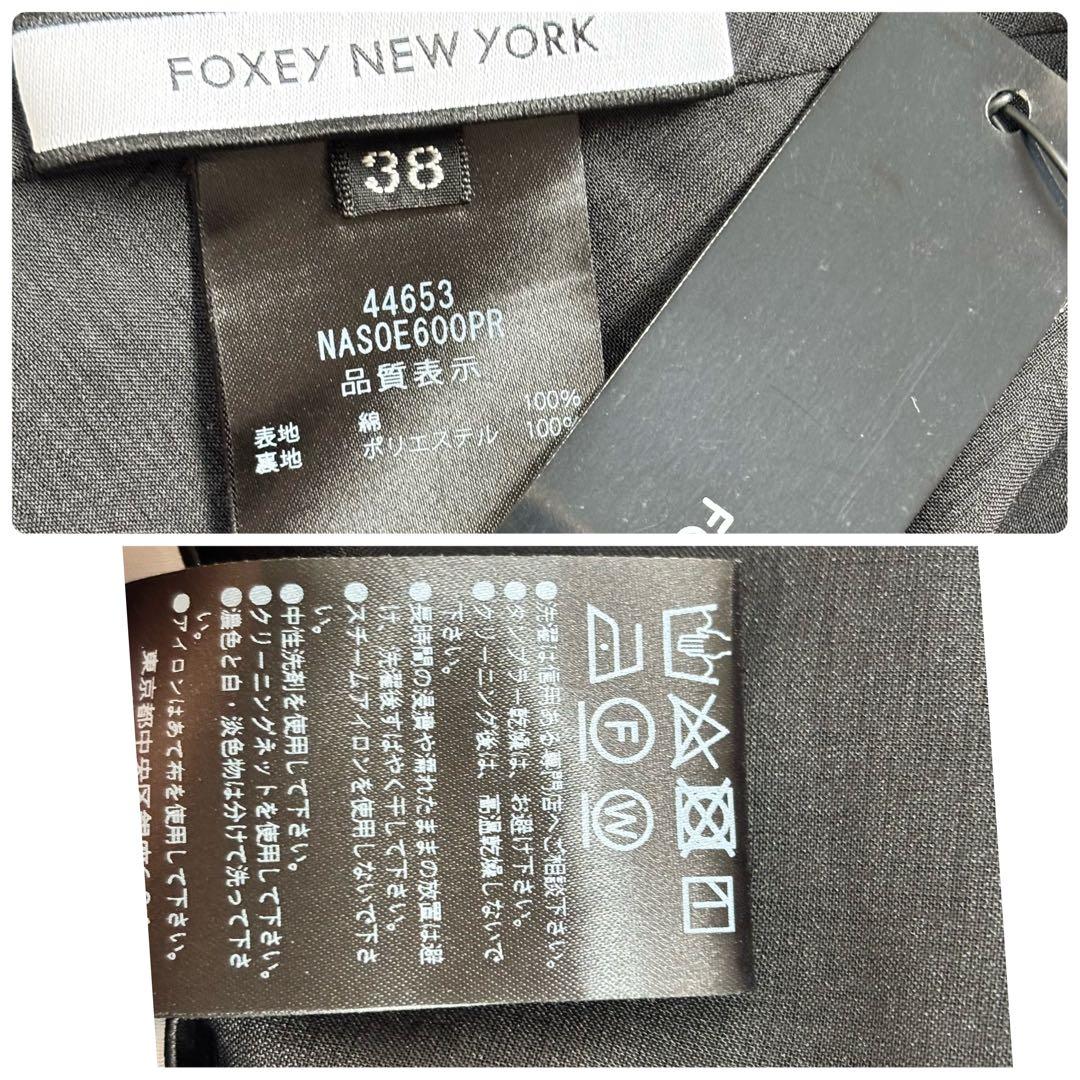 FOXEY NEW YORK
38
44653
NASOE600PR
品質表示
表地 綿 100%
裏地 ポリエステル 100%
F
W
●洗濯は信用ある専門店へご相談下さい。
●タンブラー乾燥は、お避け下さい。
●クリーニング後は、高温乾燥しないで
下さい。
●長時間の浸漬や濡れたままの放置は避
け、洗濯後すばやく干して下さい。
●スチームアイロンを使用しないで下さ
い。
●中性洗剤を使用して下さい。
●クリーニングネットを使用して下さい。
●濃色と白・淡色物は分けて洗って下さ
い。
●アイロンはあて布を使用して下さい。
東京都中央区銀座